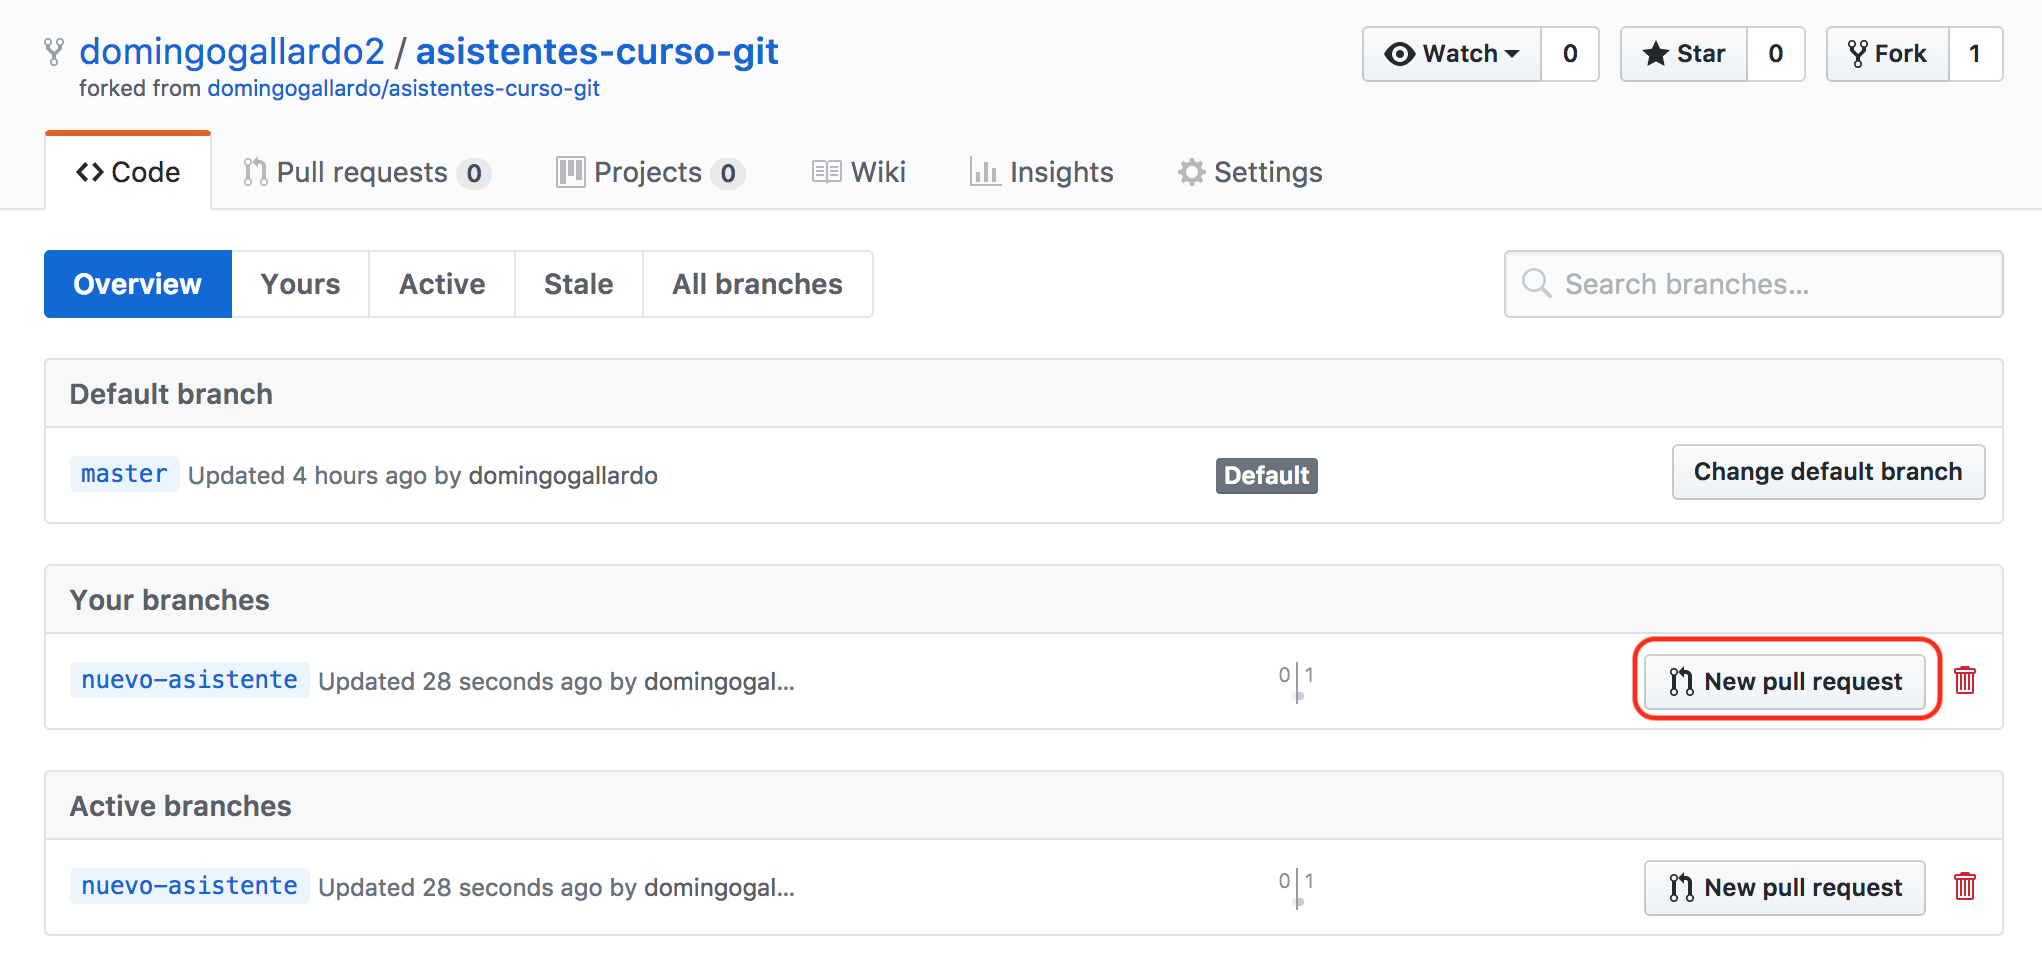 domingogallardo2 / asistentes-curso-git
forked from domingogallardo/asistentes-curso-git
Watch 0 Star 0 Fork 1
Code Pull requests 0 Projects 0 Wiki Insights Settings
Overview Yours Active Stale All branches Search branches...
Default branch
master Updated 4 hours ago by domingogallardo Default Change default branch
Your branches
nuevo-asistente Updated 28 seconds ago by domingogal... 0 1 New pull request
Active branches
nuevo-asistente Updated 28 seconds ago by domingogal... 0 1 New pull request